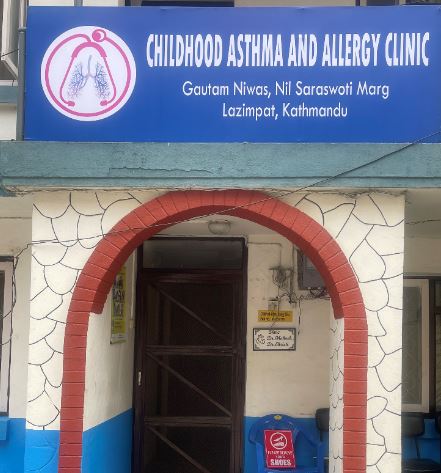 CHILDHOOD ASTHMA AND ALLERGY CLINIC
Gautam Niwas, Nil Saraswoti Marg
Lazimpat, Kathmandu
SHOES